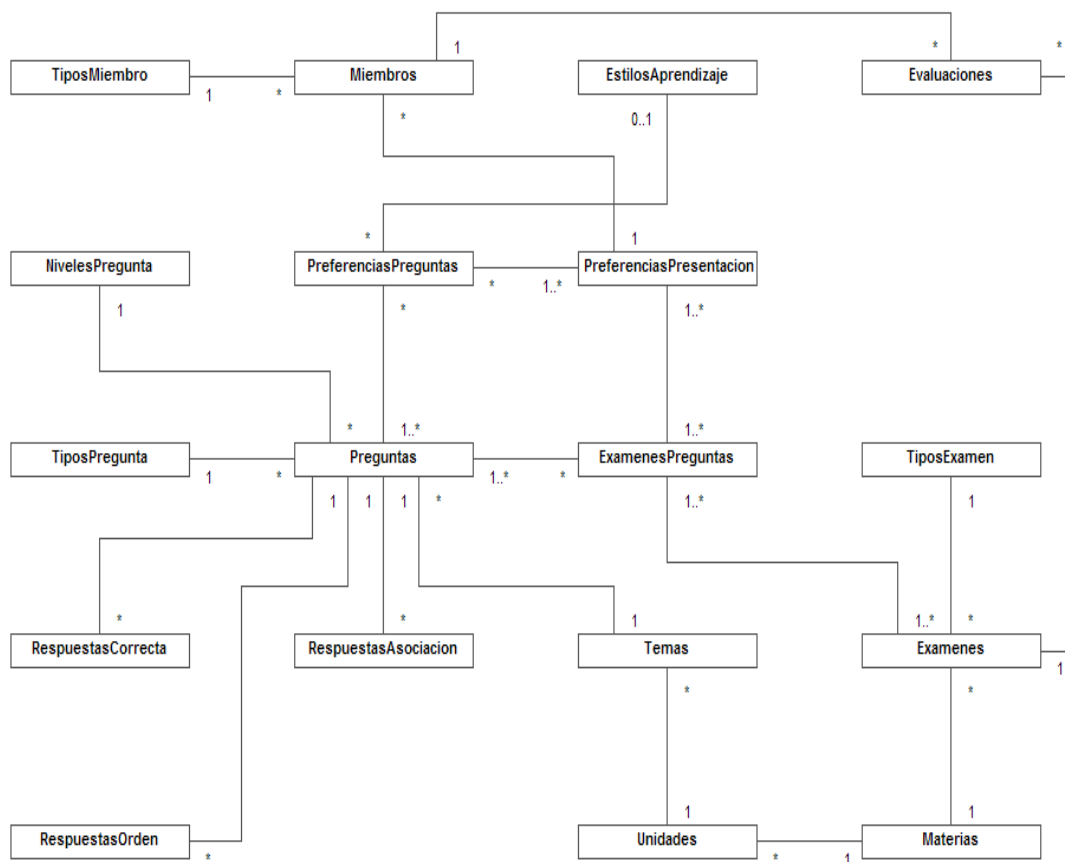 1 * *
TiposMiembro Miembros EstilosAprendizaje Evaluaciones
1 * * 0..1
* 1
NivelesPregunta PreferenciasPreguntas PreferenciasPresentacion
* 1..*
1 * 1..*
* 1..* 1..*
TiposPregunta Preguntas ExamenesPreguntas TiposExamen
1 * 1..* *
1 1 1 * 1..* 1
* * 1 1..* *
RespuestasCorrecta RespuestasAsociacion Temas Examenes
1
* *
1 1
RespuestasOrden Unidades Materias
* * 1